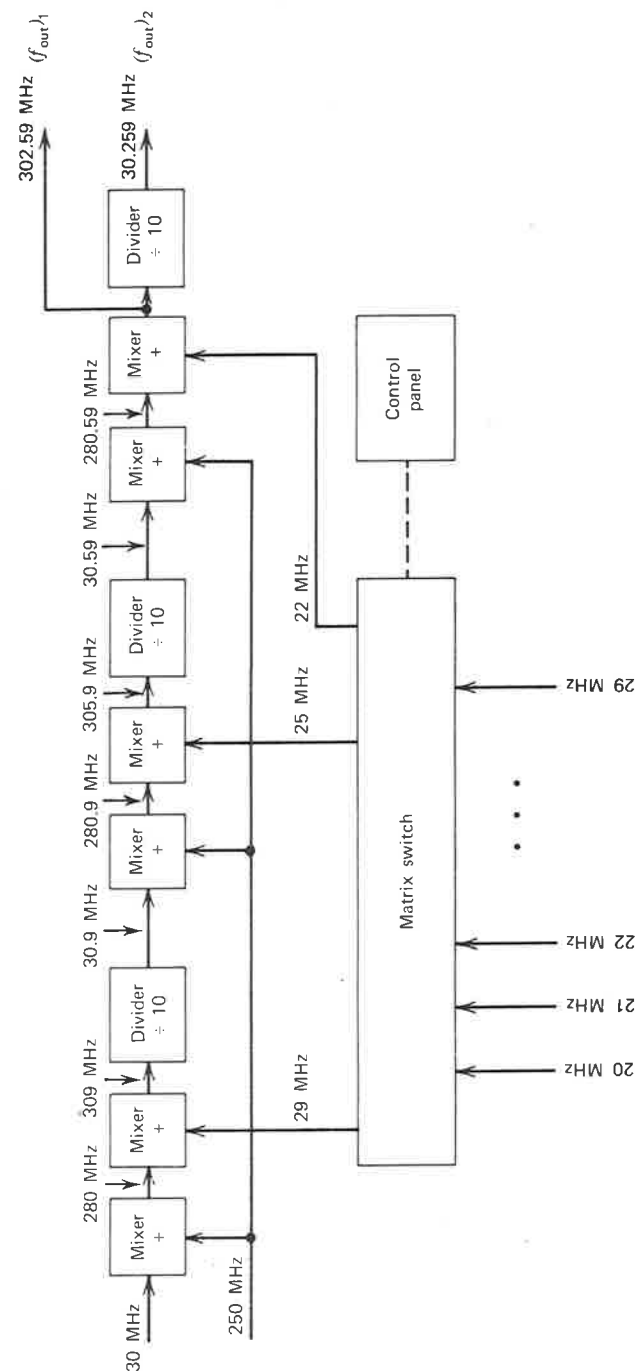 302.59 MHz (f_out)_1
30 MHz
Mixer
+
280 MHz
Mixer
+
309 MHz
Divider
÷ 10
30.9 MHz
Mixer
+
280.9 MHz
Mixer
+
305.9 MHz
Divider
÷ 10
30.59 MHz
Mixer
+
280.59 MHz
Mixer
+
Divider
÷ 10
30.259 MHz (f_out)_2
250 MHz
29 MHz
25 MHz
22 MHz
Matrix switch
Control
panel
20 MHz
21 MHz
22 MHz
• • •
29 MHz